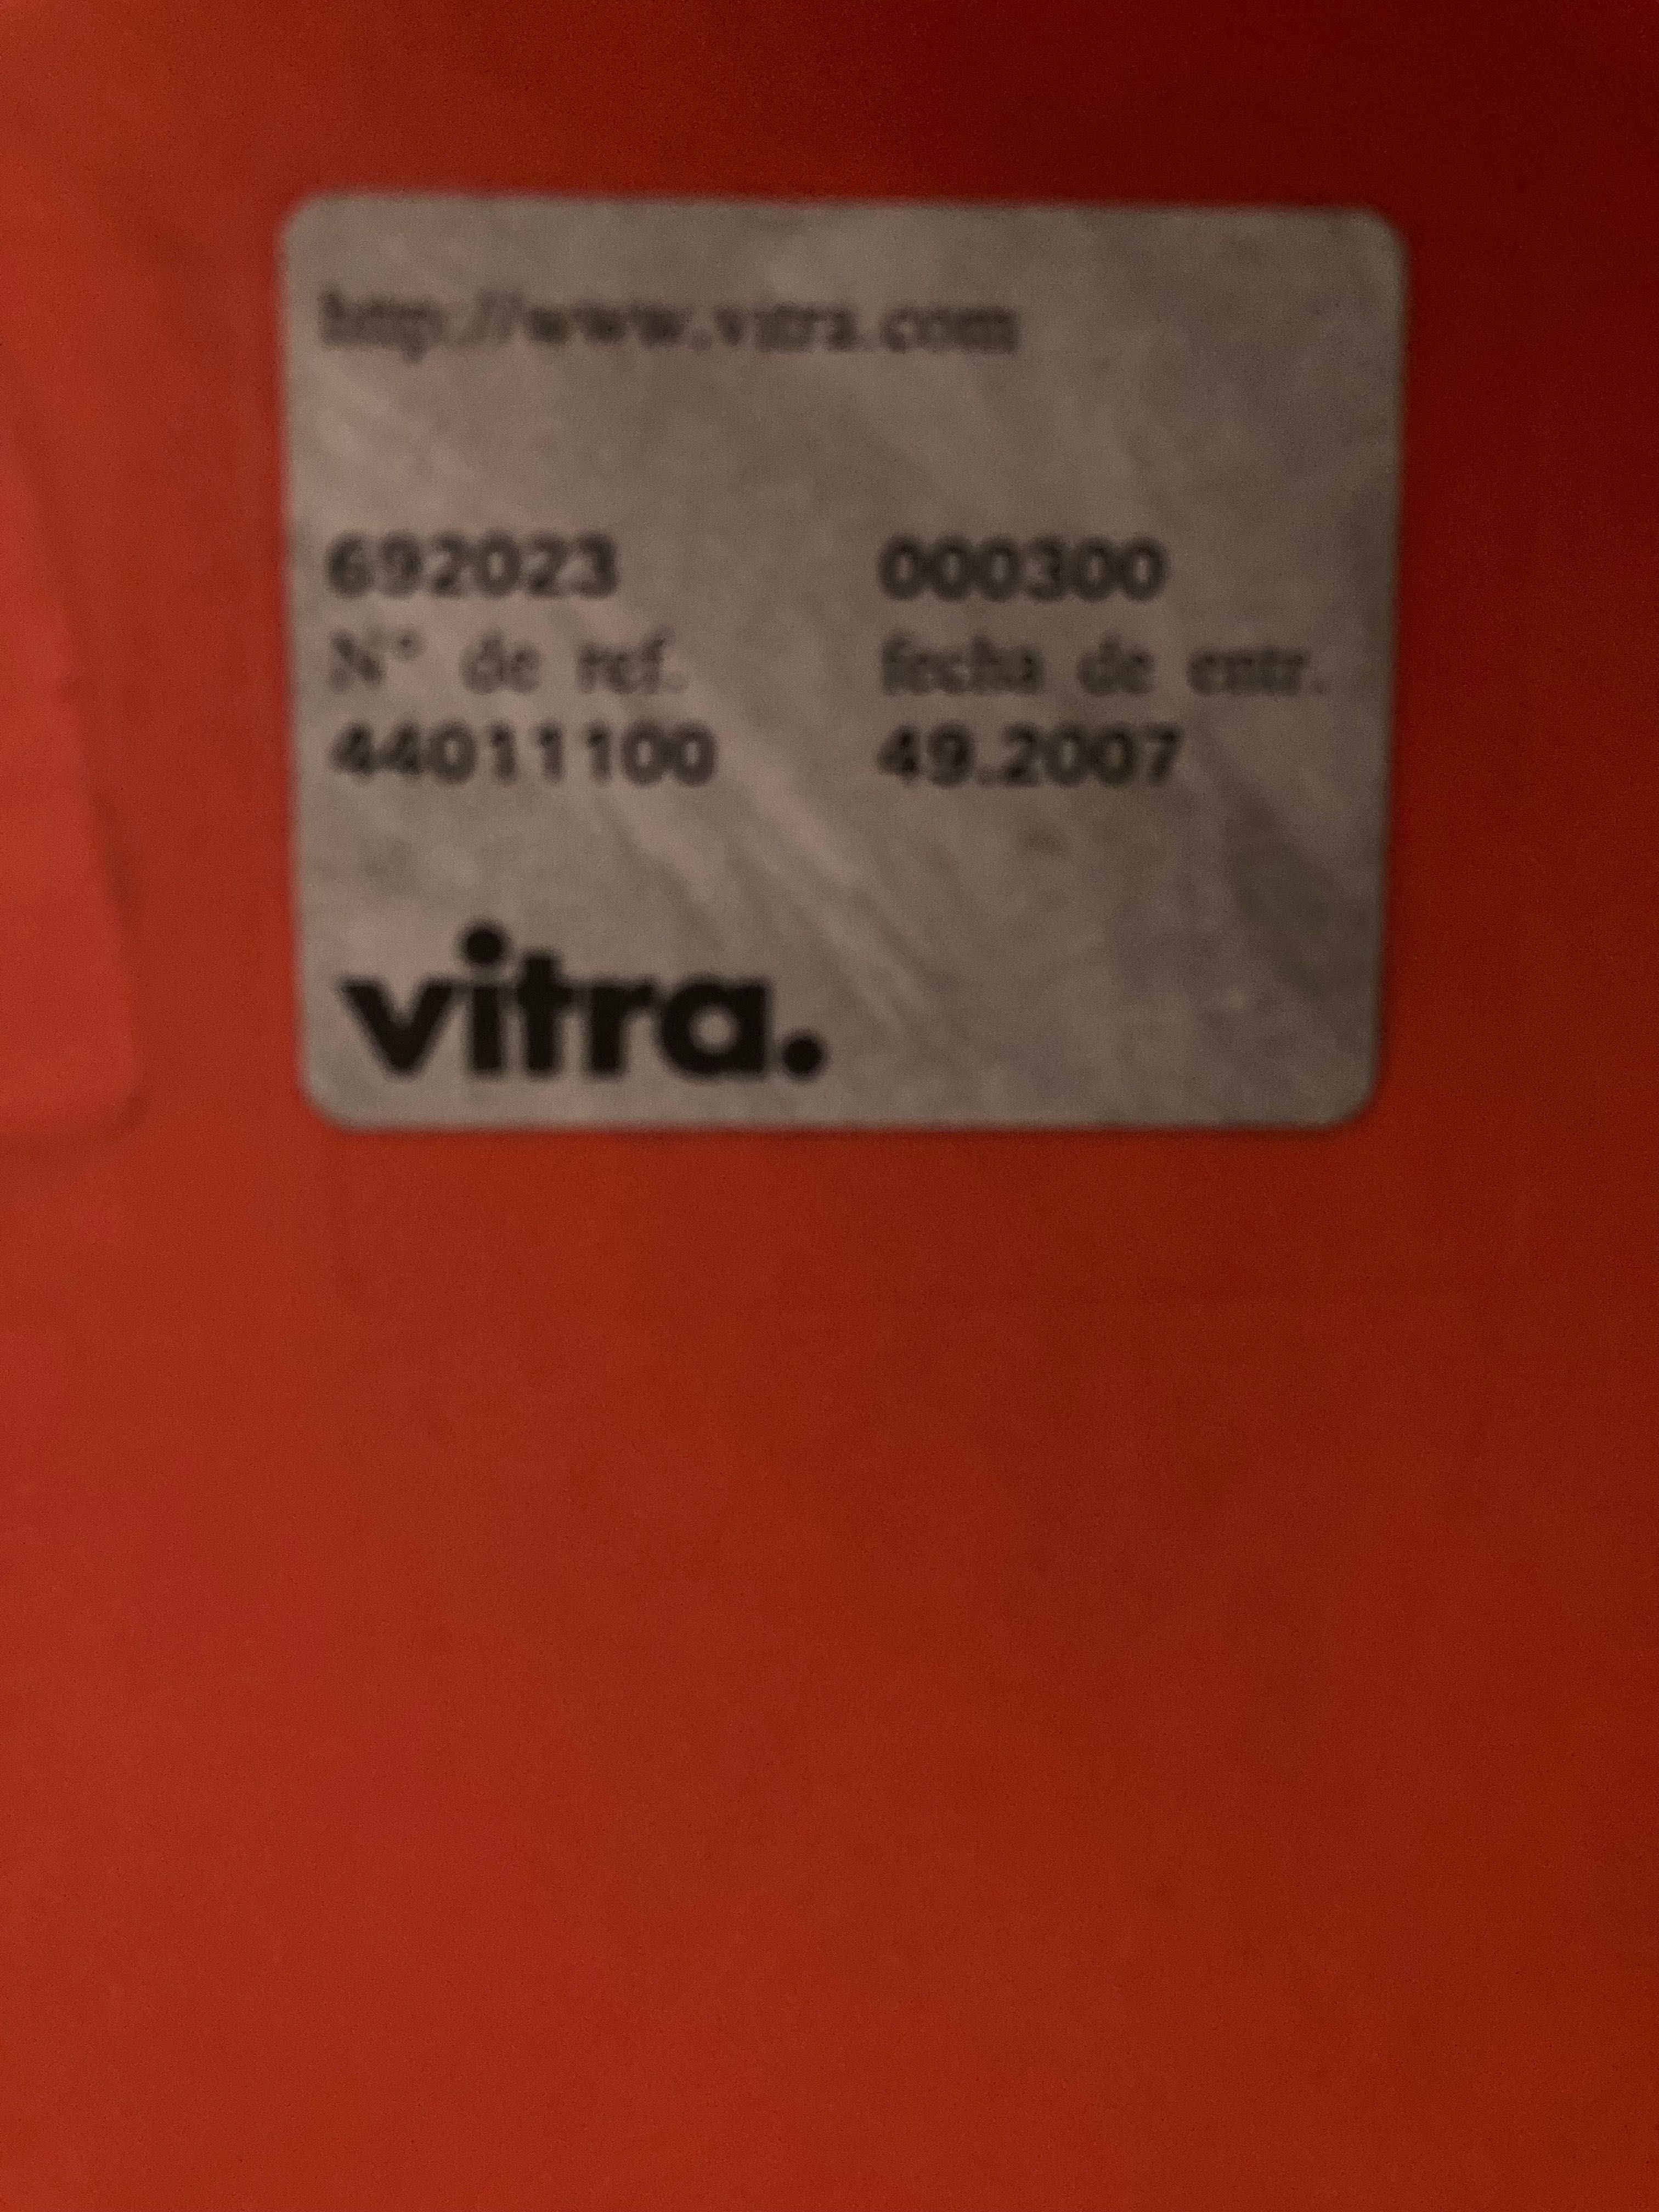 http://www.vitra.com
692023 000300
N° de ref. fecha de entr.
44011100 49.2007
vitra.